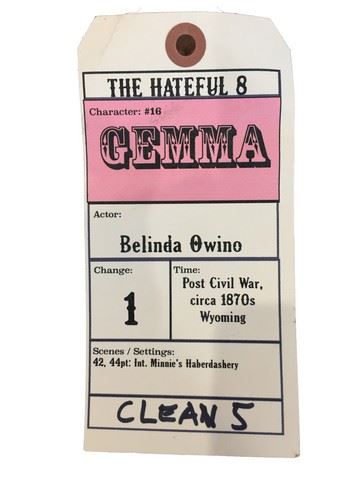 THE HATEFUL 8
Character: #16
GEMMA
Actor:
Belinda Owino
Change:
1
Time:
Post Civil War,
circa 1870s
Wyoming
Scenes / Settings:
42, 44pt: Int. Minnie's Haberdashery
CLEAN 5